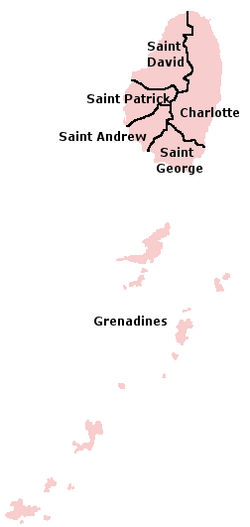 Saint
David
Saint Patrick
Charlotte
Saint Andrew
Saint
George
Grenadines